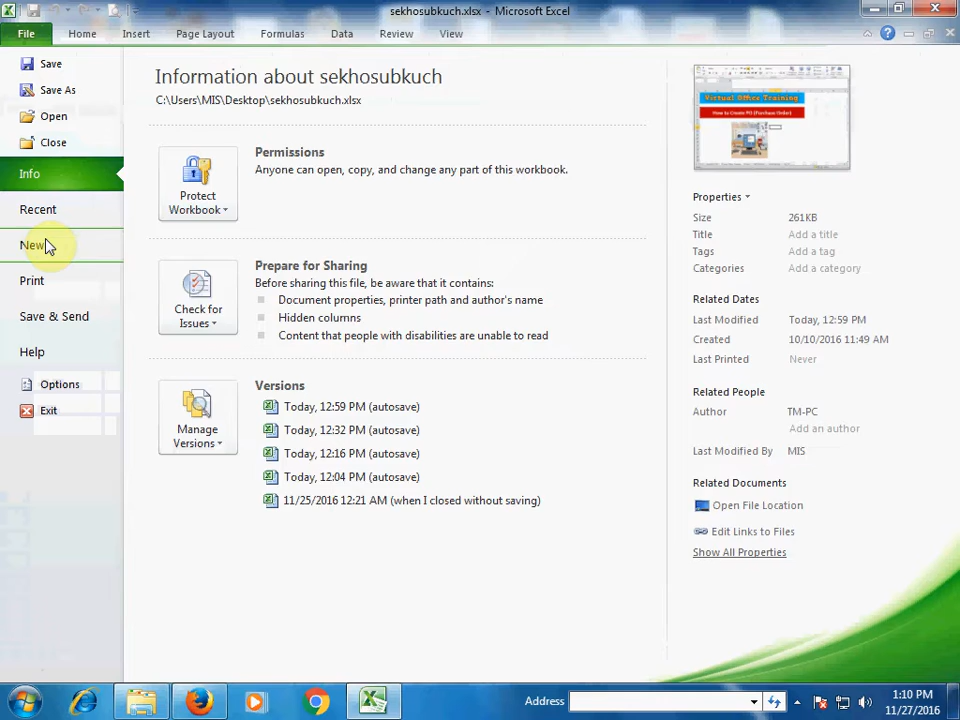 sekhosubkuch.xlsx - Microsoft Excel
File Home Insert Page Layout Formulas Data Review View
Save
Save As
Open
Close
Info
Recent
New
Print
Save & Send
Help
Options
Exit
Information about sekhosubkuch
C:\Users\MIS\Desktop\sekhosubkuch.xlsx
Protect
Workbook
Permissions
Anyone can open, copy, and change any part of this workbook.
Check for
Issues
Prepare for Sharing
Before sharing this file, be aware that it contains:
Document properties, printer path and author's name
Hidden columns
Content that people with disabilities are unable to read
Manage
Versions
Versions
Today, 12:59 PM (autosave)
Today, 12:32 PM (autosave)
Today, 12:16 PM (autosave)
Today, 12:04 PM (autosave)
11/25/2016 12:21 AM (when I closed without saving)
Virtual Office Training
How to Create PO (Purchase Order)
Properties
Size 261KB
Title Add a title
Tags Add a tag
Categories Add a category
Related Dates
Last Modified Today, 12:59 PM
Created 10/10/2016 11:49 AM
Last Printed Never
Related People
Author TM-PC
Add an author
Last Modified By MIS
Related Documents
Open File Location
Edit Links to Files
Show All Properties
Address
1:10 PM
11/27/2016